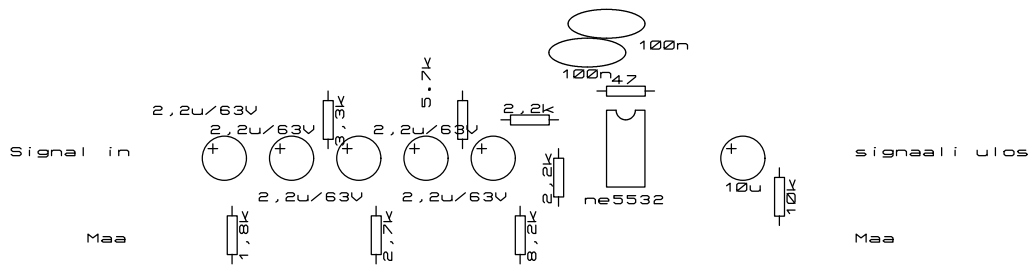 100n
100n
47
5.7k
2,2u/63V
3,3k
2,2k
2,2u/63V
2,2u/63V
Signal in
signaali ulos
2,2k
10u
10k
2,2u/63V
2,2u/63V
ne5532
1,8k
2,7k
8,2k
Maa
Maa